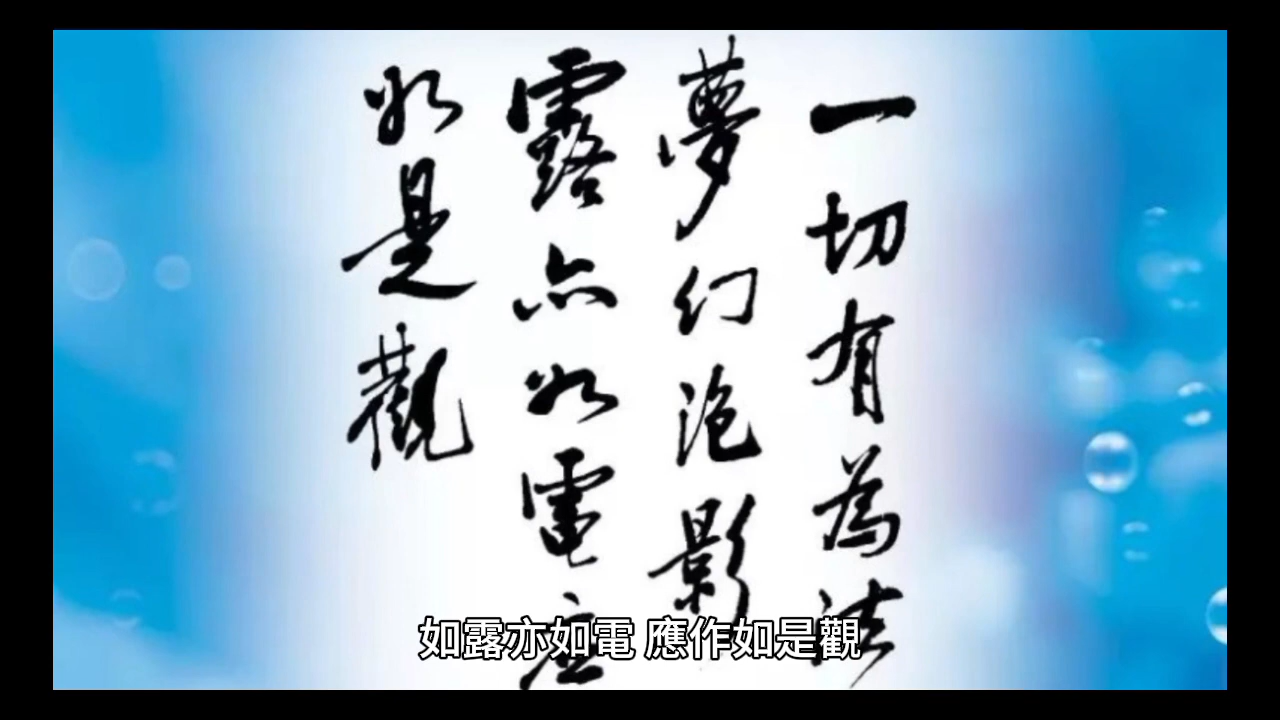 一切有為法
夢幻泡影
露亦如電应
如是觀
如露亦如電 應作如是觀